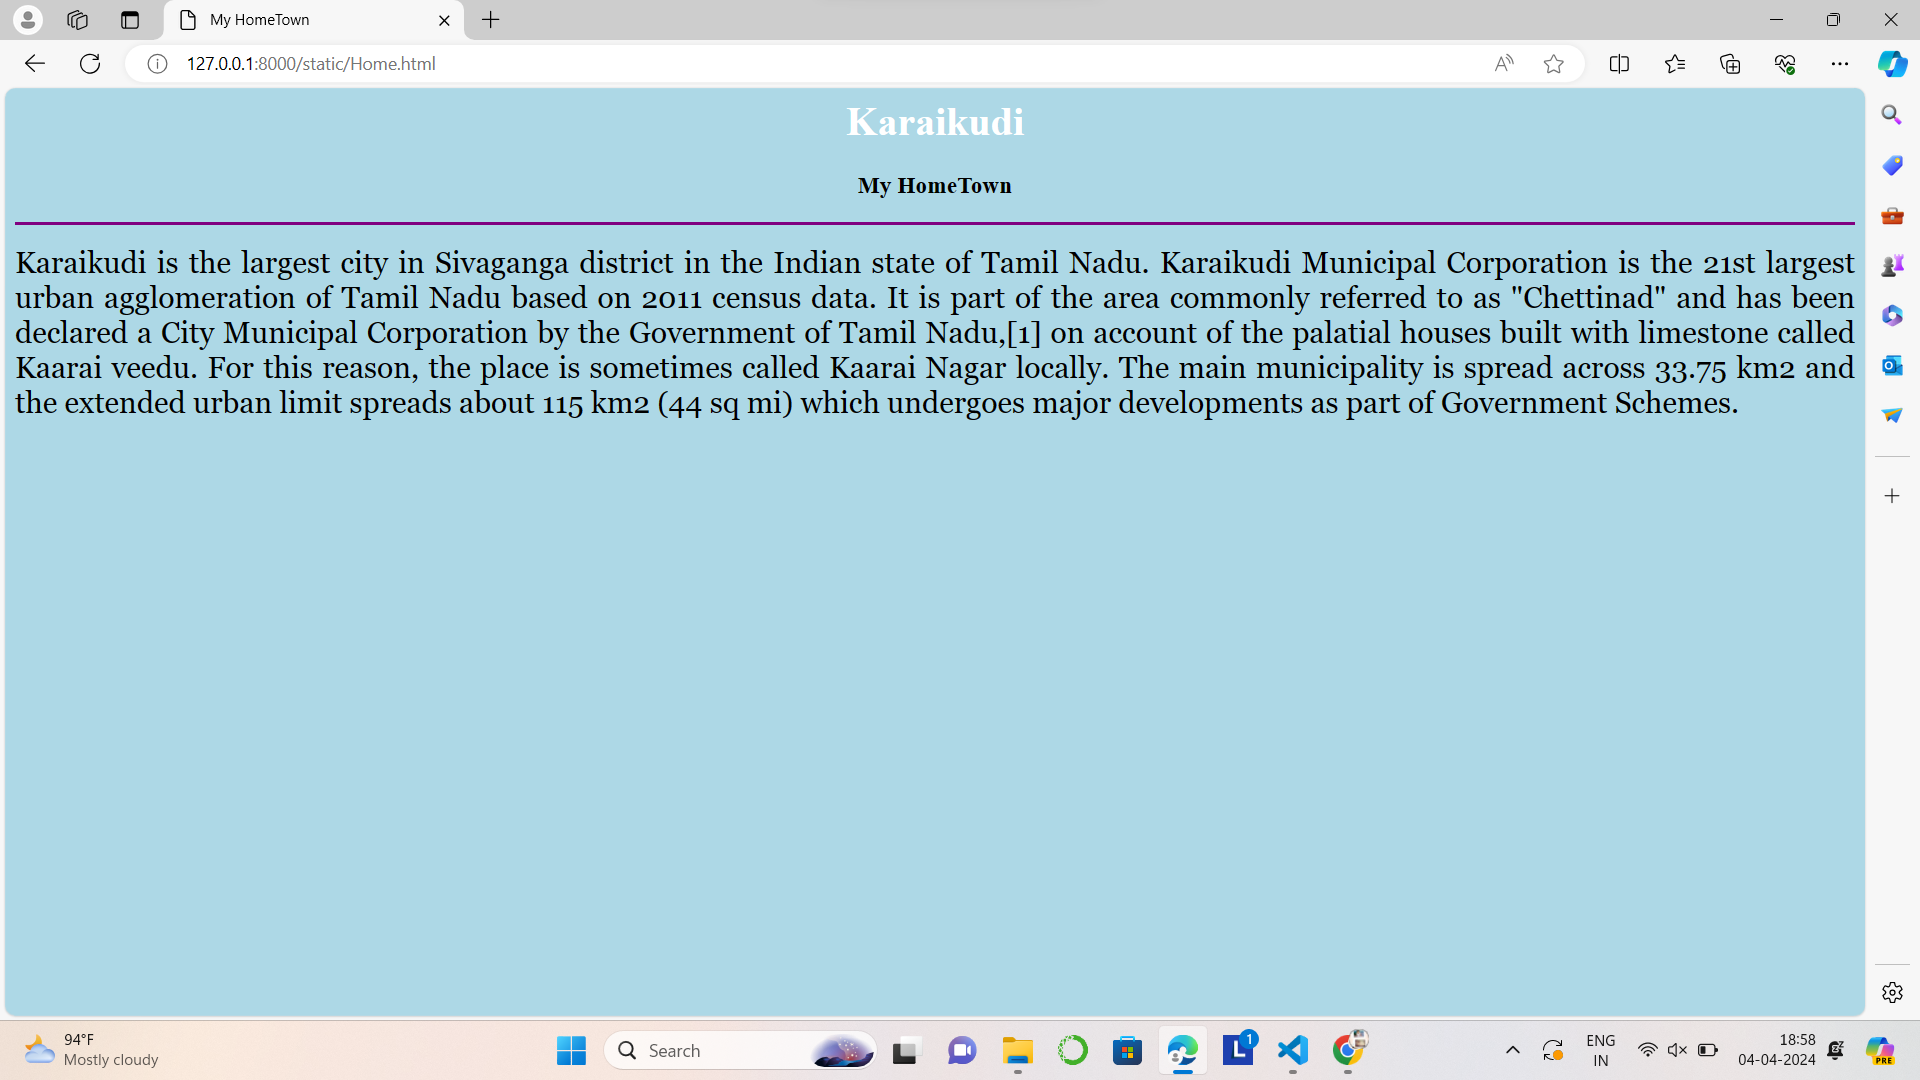 My HomeTown
127.0.0.1:8000/static/Home.html
Karaikudi
My HomeTown
Karaikudi is the largest city in Sivaganga district in the Indian state of Tamil Nadu. Karaikudi Municipal Corporation is the 21st largest
urban agglomeration of Tamil Nadu based on 2011 census data. It is part of the area commonly referred to as "Chettinad" and has been
declared a City Municipal Corporation by the Government of Tamil Nadu,[1] on account of the palatial houses built with limestone called
Kaarai veedu. For this reason, the place is sometimes called Kaarai Nagar locally. The main municipality is spread across 33.75 km2 and
the extended urban limit spreads about 115 km2 (44 sq mi) which undergoes major developments as part of Government Schemes.
94°F
Mostly cloudy
Search
L
1
ENG
IN
18:58
04-04-2024
PRE